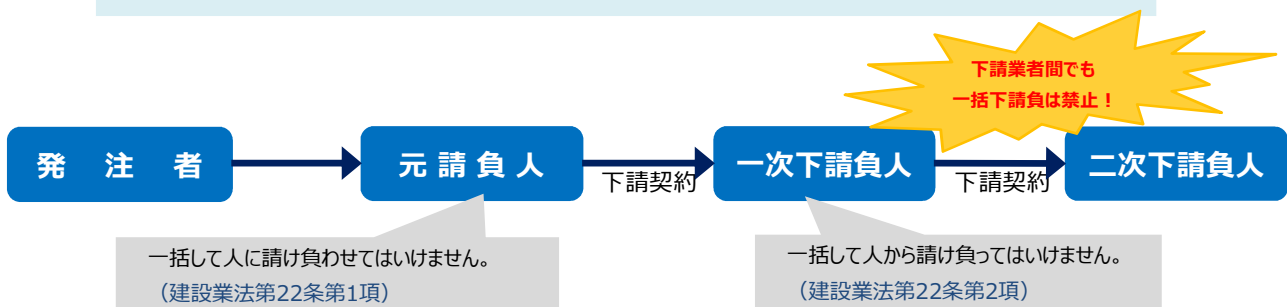 下請業者間でも
一括下請負は禁止！
発 注 者
元 請 負 人
下請契約
一次下請負人
下請契約
二次下請負人
一括して人に請け負わせてはいけません。
（建設業法第22条第1項）
一括して人から請け負ってはいけません。
（建設業法第22条第2項）